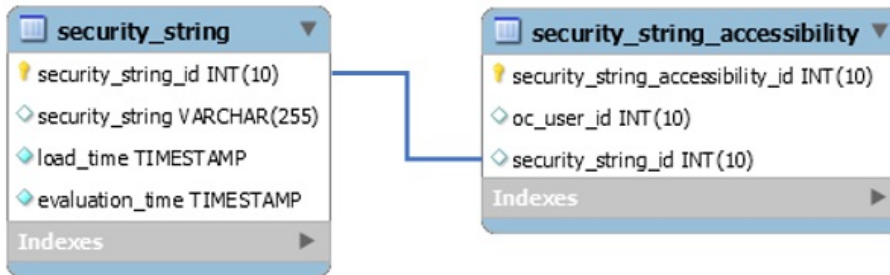 security_string
security_string_id INT(10)
security_string VARCHAR(255)
load_time TIMESTAMP
evaluation_time TIMESTAMP
Indexes
security_string_accessibility
security_string_accessibility_id INT(10)
oc_user_id INT(10)
security_string_id INT(10)
Indexes